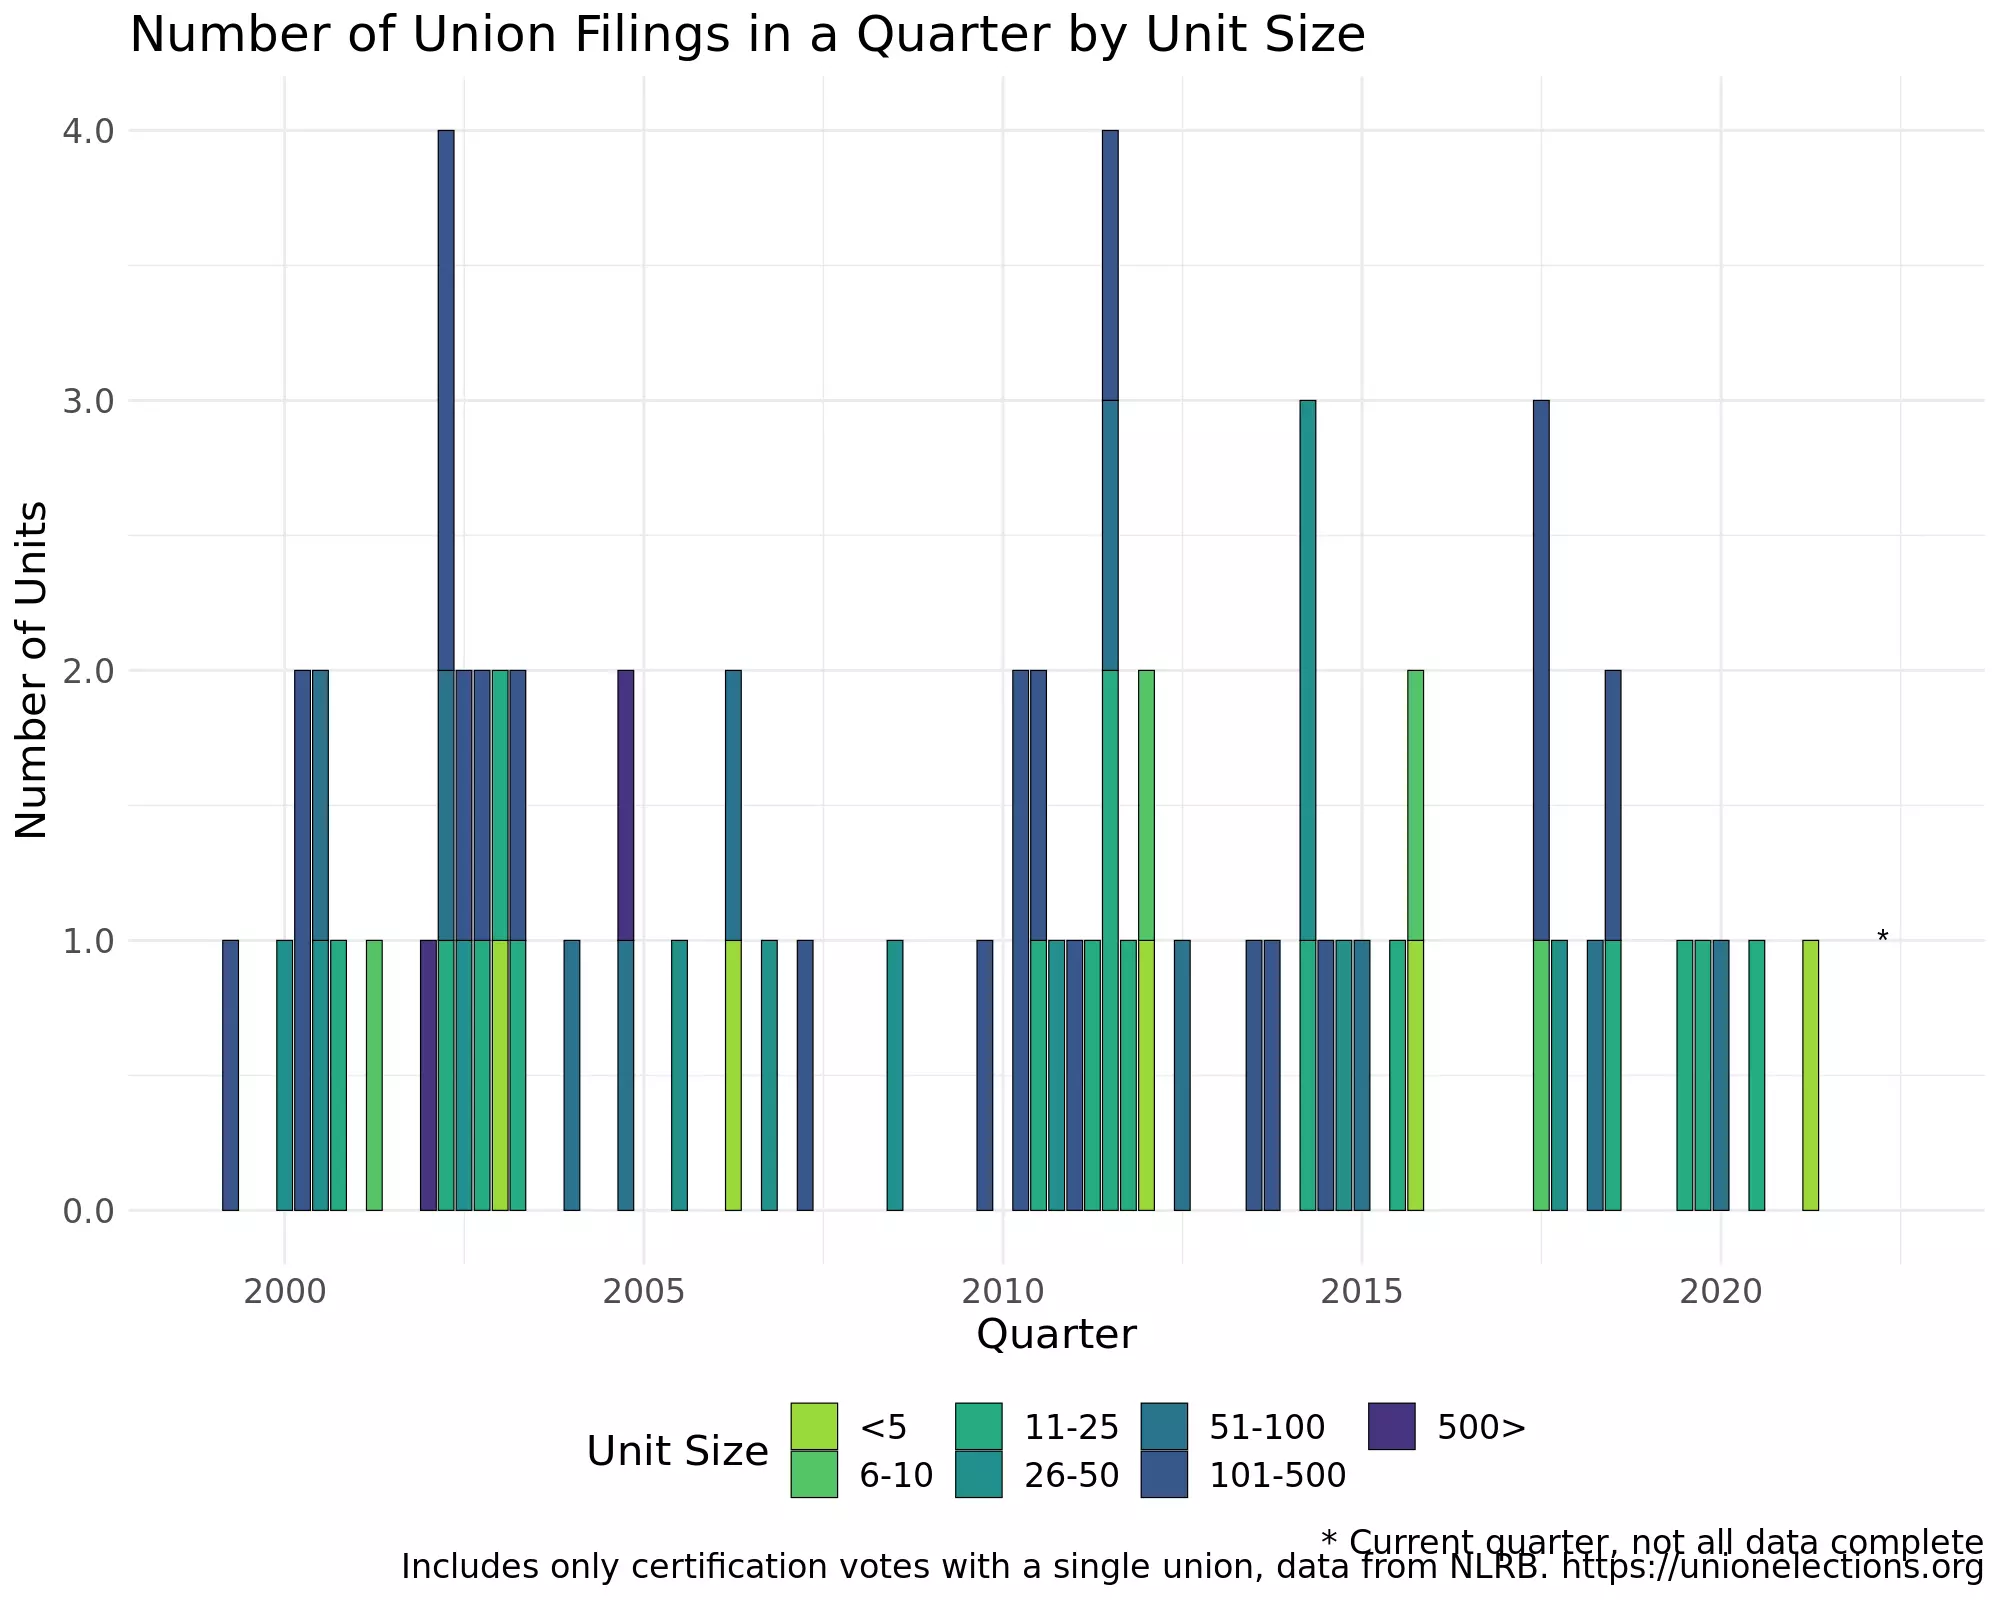 Number of Union Filings in a Quarter by Unit Size
4.0
3.0
2.0
1.0
0.0
Number of Units
*
2000 2005 2010 2015 2020
Quarter
Unit Size
<5 11-25 51-100 500>
6-10 26-50 101-500
* Current quarter, not all data complete
Includes only certification votes with a single union, data from NLRB. https://unionelections.org